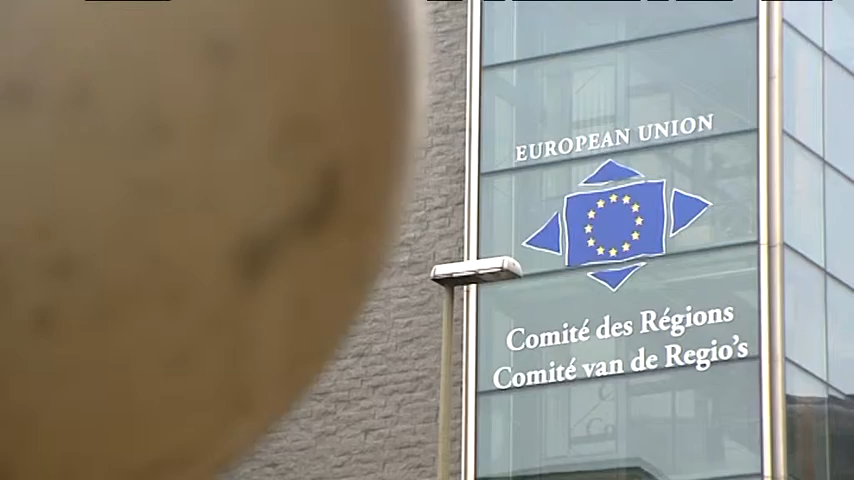 EUROPEAN UNION
Comité des Régions
Comité van de Regio's